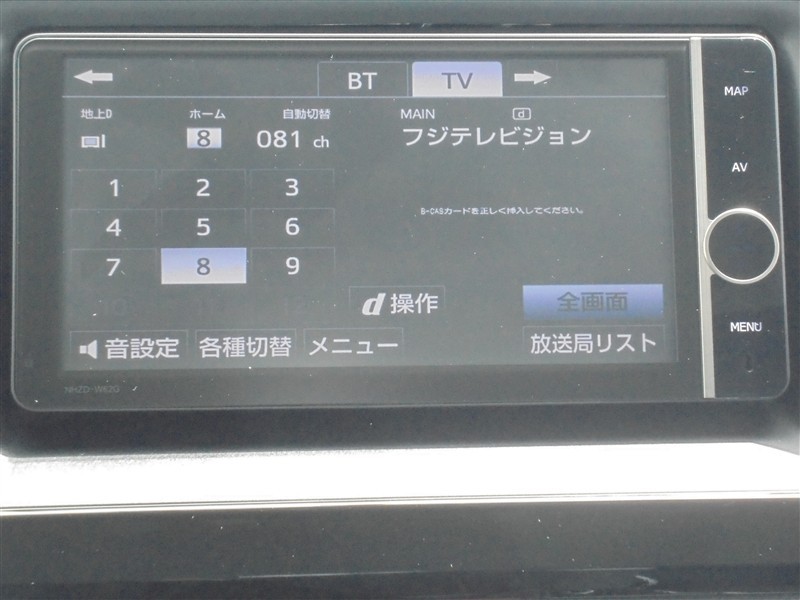 BT TV
MAP
地上D ホーム 自動切替 MAIN d
8 081 ch フジテレビジョン
1 2 3
AV
4 5 6
B-CASカードを正しく挿入してください。
7 8 9
d 操作 全画面
MENU
音設定 各種切替 メニュー 放送局リスト
NHZD-W62G